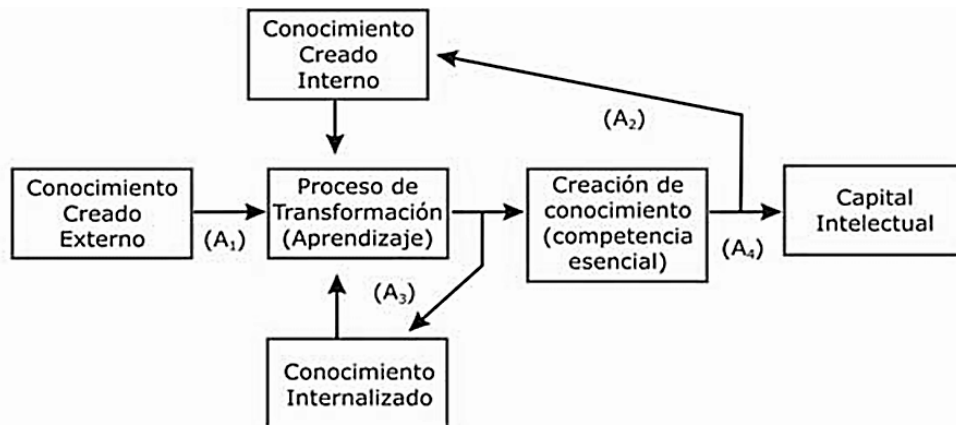 Conocimiento
Creado
Interno
(A₂)
Conocimiento
Creado
Externo
(A₁)
Proceso de
Transformación
(Aprendizaje)
Creación de
conocimiento
(competencia
esencial)
(A₄)
Capital
Intelectual
(A₃)
Conocimiento
Internalizado